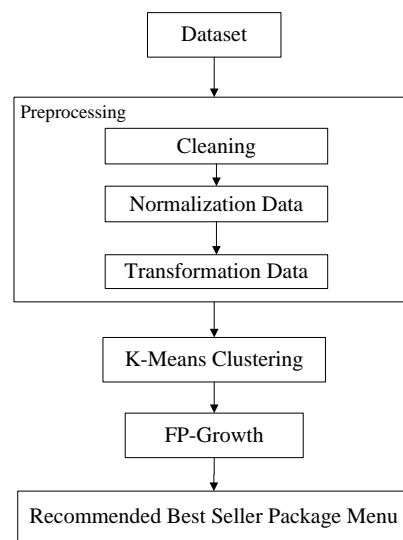 Dataset
Preprocessing
Cleaning
Normalization Data
Transformation Data
K-Means Clustering
FP-Growth
Recommended Best Seller Package Menu